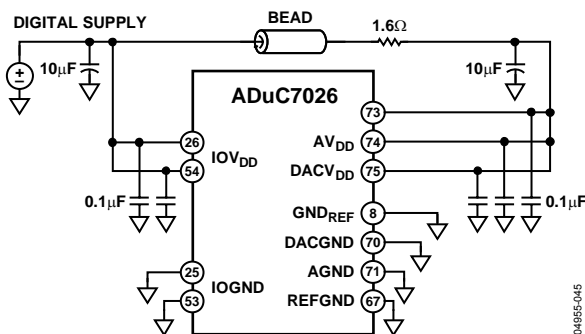 DIGITAL SUPPLY
BEAD
1.6Ω
10µF
10µF
ADuC7026
73
26
IOVDD
AVDD
74
54
DACVDD
75
0.1µF
0.1µF
GNDREF
8
DACGND
70
25
IOGND
AGND
71
53
REFGND
67
04955-045